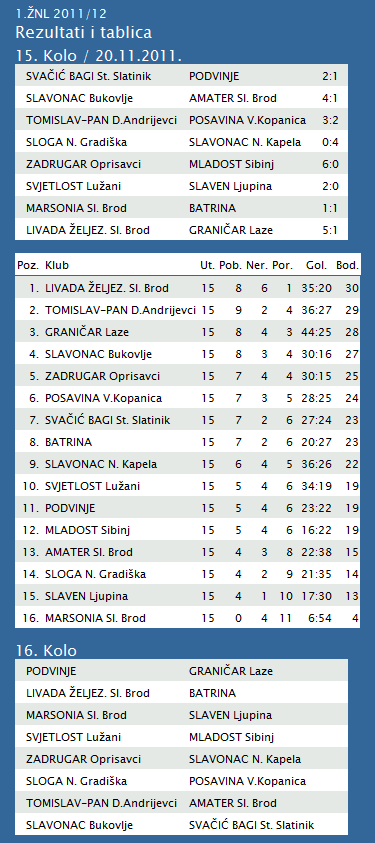 1.ŽNL 2011/12
Rezultati i tablica
15. Kolo / 20.11.2011.
SVAČIĆ BAGI St. Slatinik PODVINJE 2:1
SLAVONAC Bukovlje AMATER Sl. Brod 4:1
TOMISLAV-PAN D.Andrijevci POSAVINA V.Kopanica 3:2
SLOGA N. Gradiška SLAVONAC N. Kapela 0:4
ZADRUGAR Oprisavci MLADOST Sibinj 6:0
SVJETLOST Lužani SLAVEN Ljupina 2:0
MARSONIA Sl. Brod BATRINA 1:1
LIVADA ŽELJEZ. Sl. Brod GRANIČAR Laze 5:1
Poz. Klub Ut. Pob. Ner. Por. Gol. Bod.
1. LIVADA ŽELJEZ. Sl. Brod 15 8 6 1 35:20 30
2. TOMISLAV-PAN D.Andrijevci 15 9 2 4 36:27 29
3. GRANIČAR Laze 15 8 4 3 44:25 28
4. SLAVONAC Bukovlje 15 8 3 4 30:16 27
5. ZADRUGAR Oprisavci 15 7 4 4 30:15 25
6. POSAVINA V.Kopanica 15 7 3 5 28:25 24
7. SVAČIĆ BAGI St. Slatinik 15 7 2 6 27:24 23
8. BATRINA 15 7 2 6 20:27 23
9. SLAVONAC N. Kapela 15 6 4 5 36:26 22
10. SVJETLOST Lužani 15 5 4 6 34:19 19
11. PODVINJE 15 5 4 6 23:22 19
12. MLADOST Sibinj 15 5 4 6 16:22 19
13. AMATER Sl. Brod 15 4 3 8 22:38 15
14. SLOGA N. Gradiška 15 4 2 9 21:35 14
15. SLAVEN Ljupina 15 4 1 10 17:30 13
16. MARSONIA Sl. Brod 15 0 4 11 6:54 4
16. Kolo
PODVINJE GRANIČAR Laze
LIVADA ŽELJEZ. Sl. Brod BATRINA
MARSONIA Sl. Brod SLAVEN Ljupina
SVJETLOST Lužani MLADOST Sibinj
ZADRUGAR Oprisavci SLAVONAC N. Kapela
SLOGA N. Gradiška POSAVINA V.Kopanica
TOMISLAV-PAN D.Andrijevci AMATER Sl. Brod
SLAVONAC Bukovlje SVAČIĆ BAGI St. Slatinik